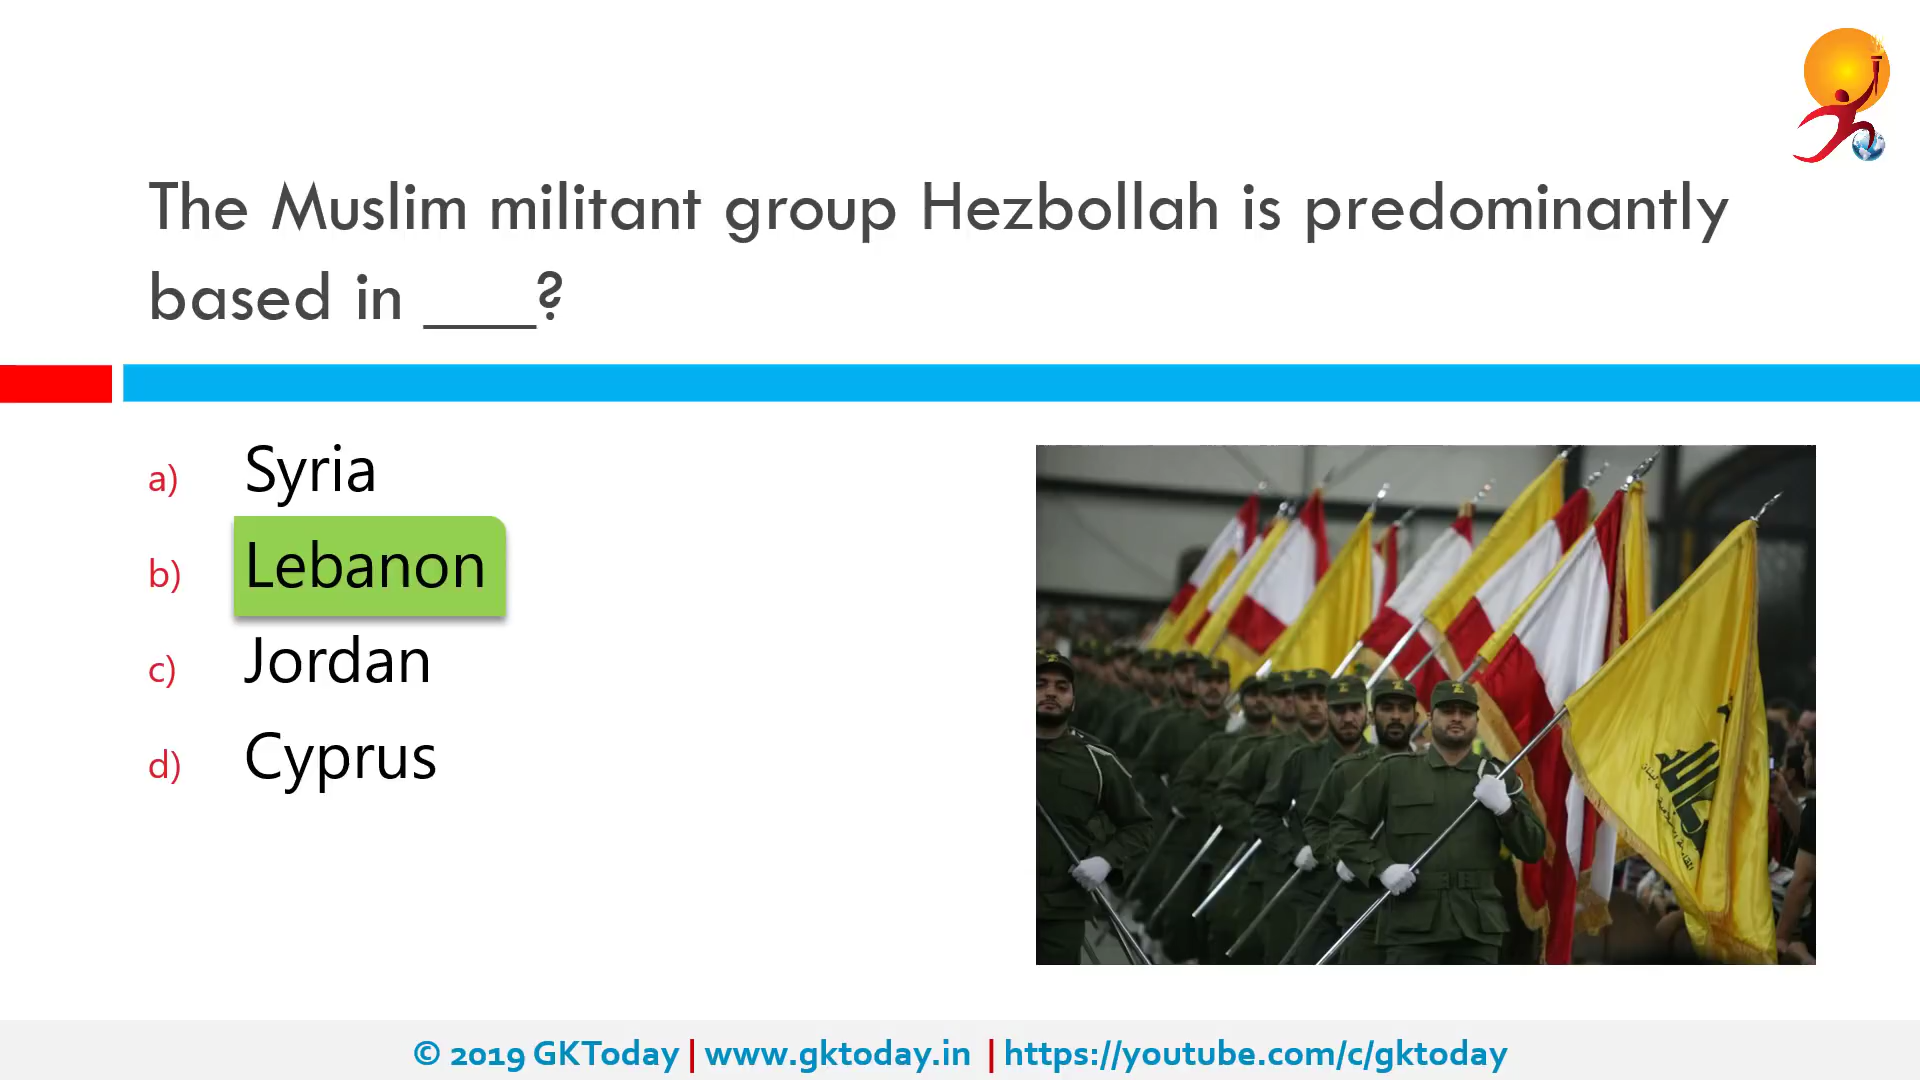 The Muslim militant group Hezbollah is predominantly
based in ____?
a) Syria
b) Lebanon
c) Jordan
d) Cyprus
© 2019 GKToday | www.gktoday.in | https://youtube.com/c/gktoday